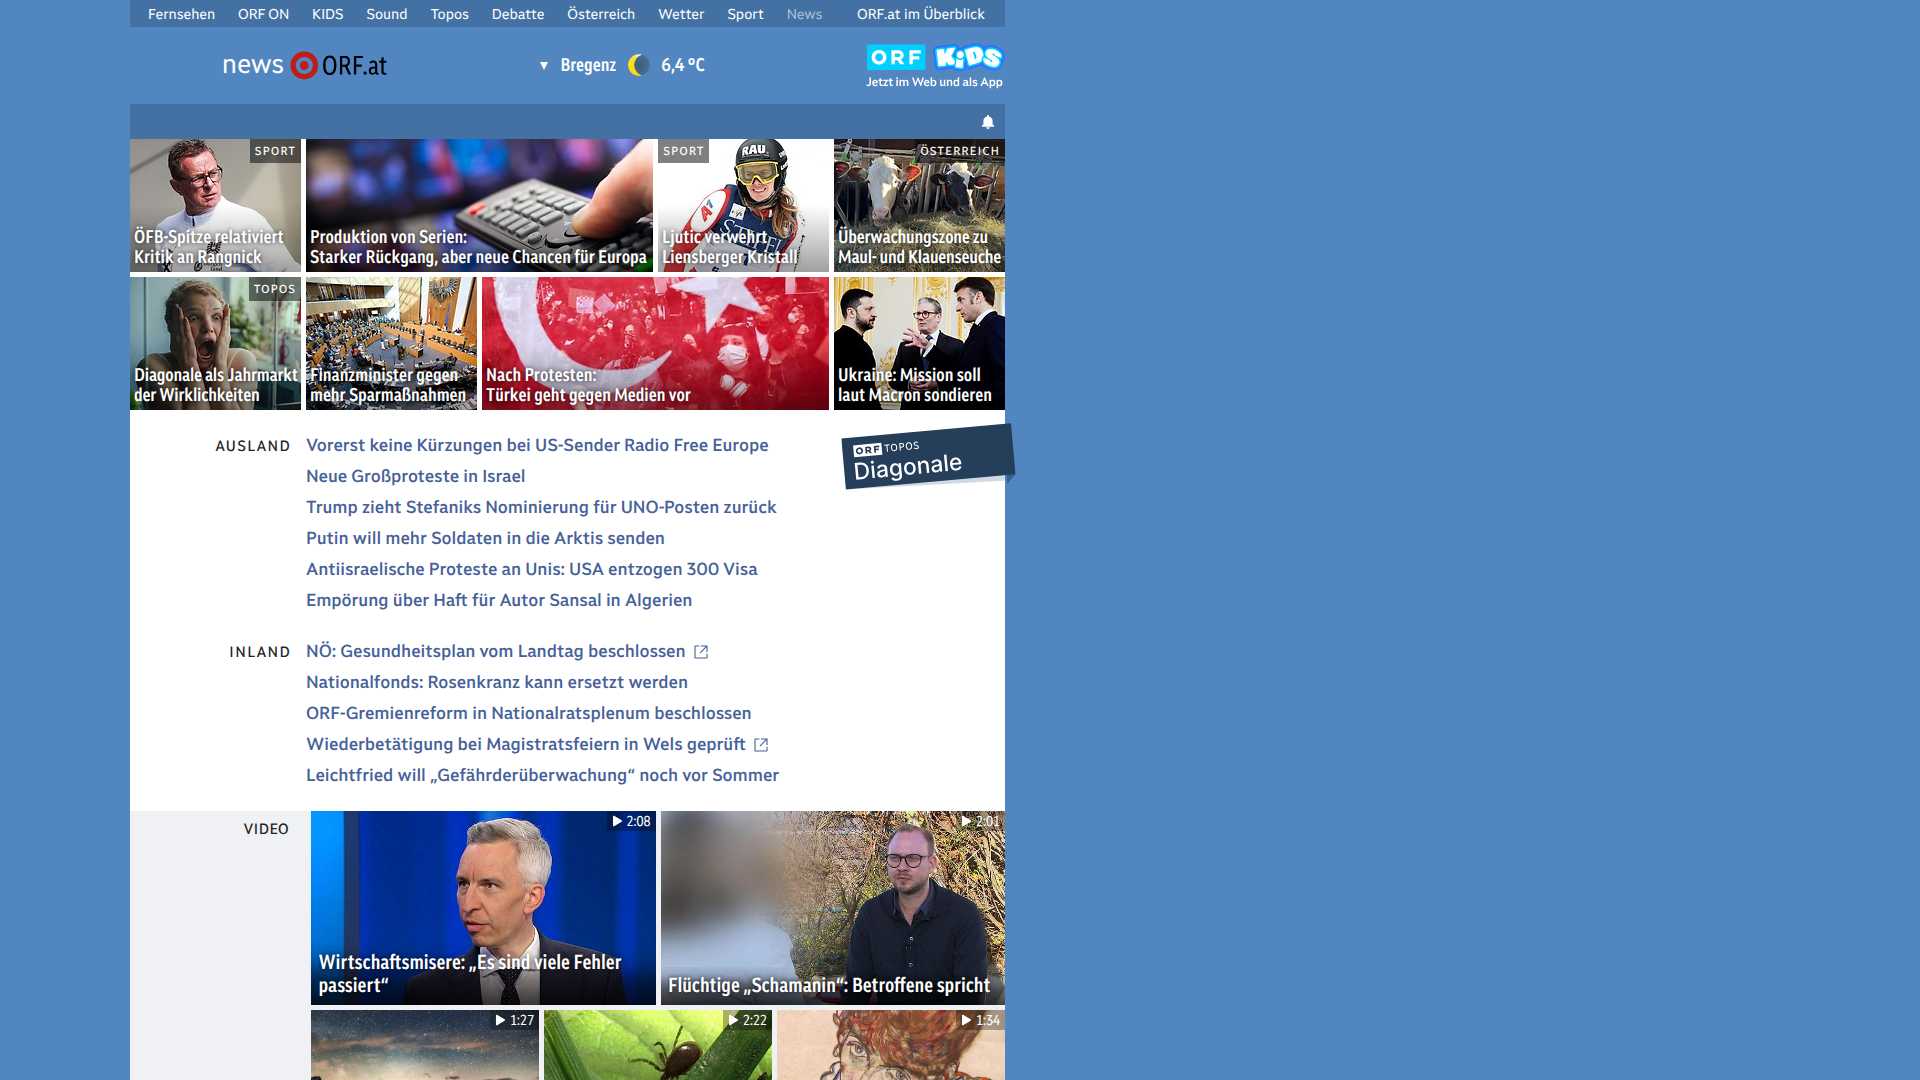 Fernsehen ORF ON KIDS Sound Topos Debatte Österreich Wetter Sport News ORF.at im Überblick
news ORF.at
Bregenz 6,4 °C
ORF KiDS
Jetzt im Web und als App
SPORT
ÖFB-Spitze relativiert
Kritik an Rangnick
Produktion von Serien:
Starker Rückgang, aber neue Chancen für Europa
SPORT
RAU
Ljutic verwehrt
Liensberger Kristall
ÖSTERREICH
Überwachungszone zu
Maul- und Klauenseuche
TOPOS
Diagonale als Jahrmarkt
der Wirklichkeiten
Finanzminister gegen
mehr Sparmaßnahmen
Nach Protesten:
Türkei geht gegen Medien vor
Ukraine: Mission soll
laut Macron sondieren
AUSLAND
Vorerst keine Kürzungen bei US-Sender Radio Free Europe
Neue Großproteste in Israel
Trump zieht Stefaniks Nominierung für UNO-Posten zurück
Putin will mehr Soldaten in die Arktis senden
Antiisraelische Proteste an Unis: USA entzogen 300 Visa
Empörung über Haft für Autor Sansal in Algerien
ORF TOPOS
Diagonale
INLAND
NÖ: Gesundheitsplan vom Landtag beschlossen
Nationalfonds: Rosenkranz kann ersetzt werden
ORF-Gremienreform in Nationalratsplenum beschlossen
Wiederbetätigung bei Magistratsfeiern in Wels geprüft
Leichtfried will „Gefährderüberwachung“ noch vor Sommer
VIDEO
2:08
Wirtschaftsmisere: „Es sind viele Fehler
passiert“
2:01
Flüchtige „Schamanin“: Betroffene spricht
1:27
2:22
1:34